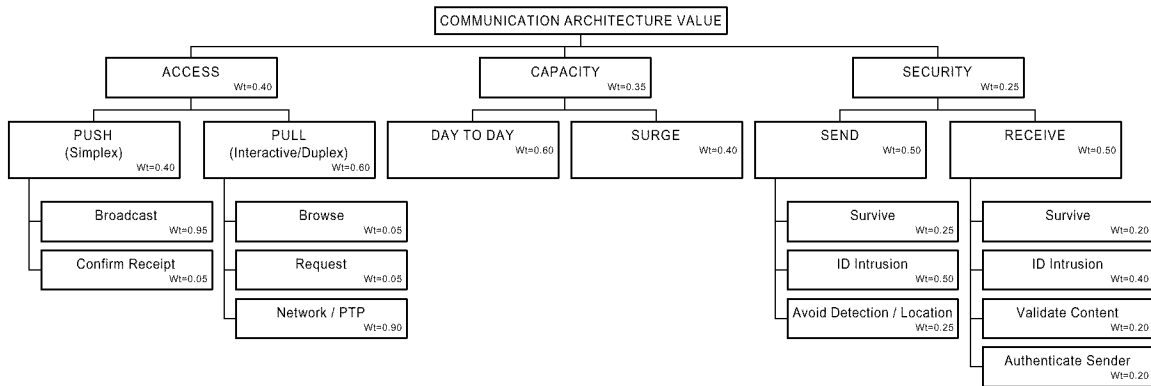 COMMUNICATION ARCHITECTURE VALUE
ACCESS
Wt=0.40
CAPACITY
Wt=0.35
SECURITY
Wt=0.25
PUSH
(Simplex)
Wt=0.40
PULL
(Interactive/Duplex)
Wt=0.60
DAY TO DAY
Wt=0.60
SURGE
Wt=0.40
SEND
Wt=0.50
RECEIVE
Wt=0.50
Broadcast
Wt=0.95
Confirm Receipt
Wt=0.05
Browse
Wt=0.05
Request
Wt=0.05
Network / PTP
Wt=0.90
Survive
Wt=0.25
ID Intrusion
Wt=0.50
Avoid Detection / Location
Wt=0.25
Survive
Wt=0.20
ID Intrusion
Wt=0.40
Validate Content
Wt=0.20
Authenticate Sender
Wt=0.20